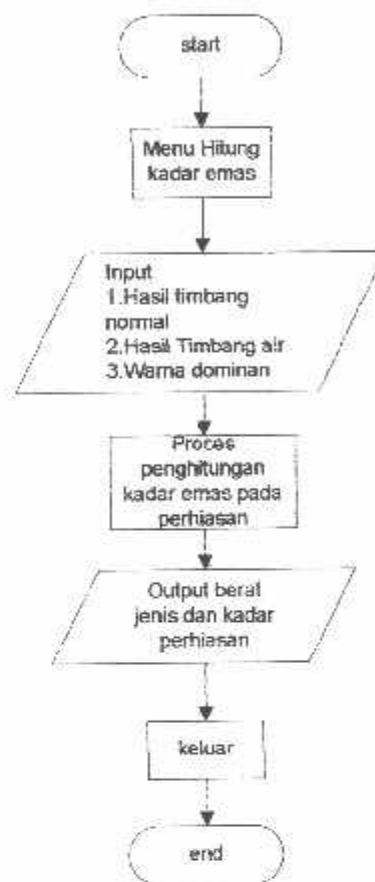 start
Menu Hitung
kadar emas
Input
1.Hasil timbang
normal
2.Hasil Timbang air
3.Warna dominan
Proces
penghitungan
kadar emas pada
perhiasan
Output berat
jenis dan kadar
perhiasan
keluar
end